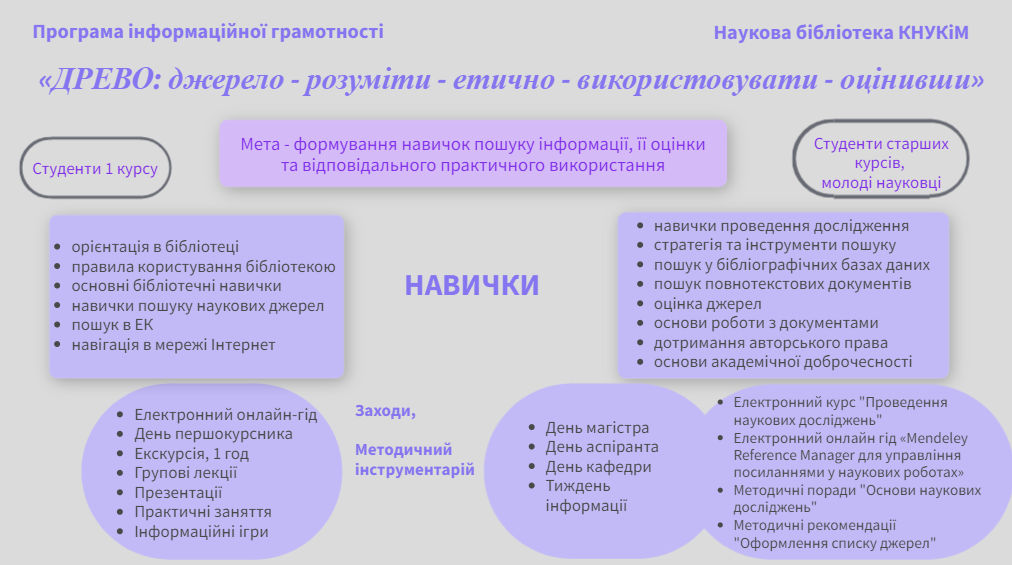 Програма інформаційної грамотності
Наукова бібліотека КНУКіМ
«ДРЕВО: джерело - розуміти - етично - використовувати - оцінивши»
Студенти 1 курсу
Мета - формування навичок пошуку інформації, її оцінки
та відповідального практичного використання
Студенти старших
курсів,
молоді науковці
• орієнтація в бібліотеці
• правила користування бібліотекою
• основні бібліотечні навички
• навички пошуку наукових джерел
• пошук в ЕК
• навігація в мережі Інтернет
НАВИЧКИ
• навички проведення дослідження
• стратегія та інструменти пошуку
• пошук у бібліографічних базах даних
• пошук повнотекстових документів
• оцінка джерел
• основи роботи з документами
• дотримання авторського права
• основи академічної доброчесності
• Електронний онлайн-гід
• День першокурсника
• Екскурсія, 1 год
• Групові лекції
• Презентації
• Практичні заняття
• Інформаційні ігри
Заходи,
Методичний
інструментарій
• День магістра
• День аспіранта
• День кафедри
• Тиждень
інформації
• Електронний курс "Проведення
наукових досліджень"
• Електронний онлайн гід «Mendeley
Reference Manager для управління
посиланнями у наукових роботах»
• Методичні поради "Основи наукових
досліджень"
• Методичні рекомендації
"Оформлення списку джерел"